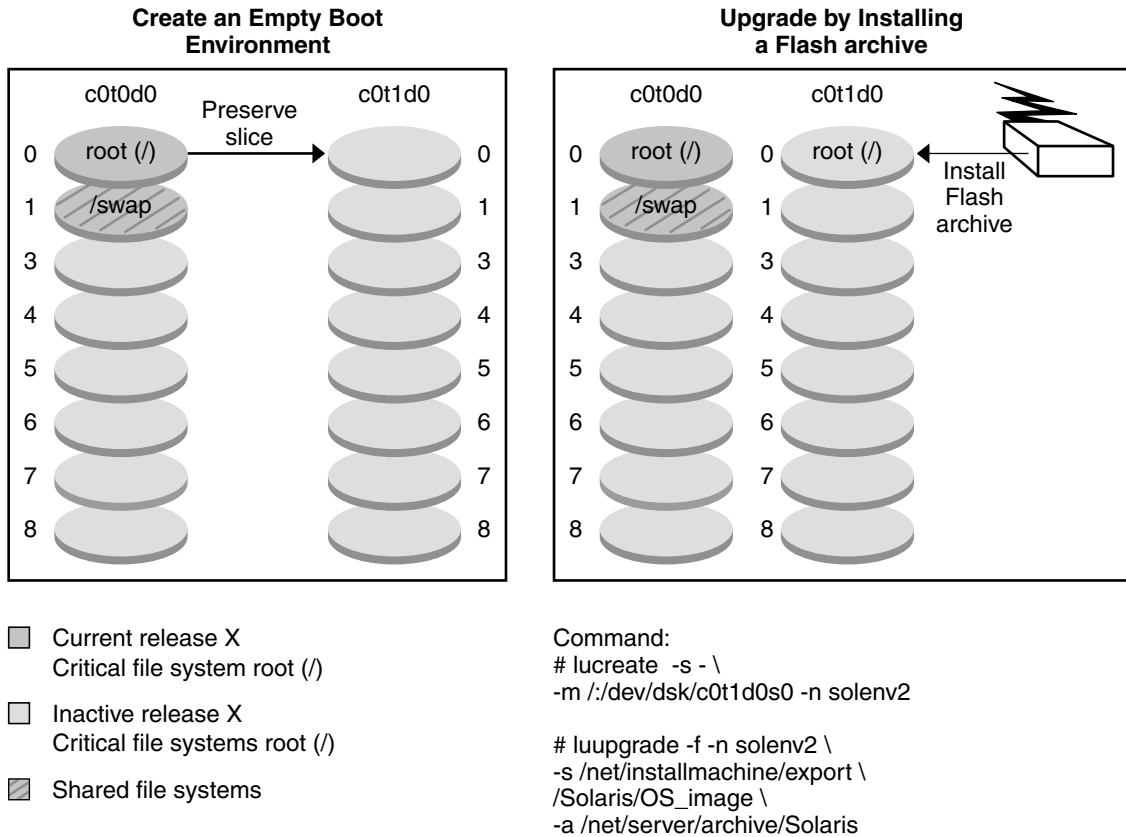 Create an Empty Boot
Environment
c0t0d0
c0t1d0
Preserve
slice
0
root (/)
0
1
/swap
1
3
3
4
4
5
5
6
6
7
7
8
8
Upgrade by Installing
a Flash archive
c0t0d0
c0t1d0
0
root (/)
0
root (/)
Install
Flash
archive
1
/swap
1
3
3
4
4
5
5
6
6
7
7
8
8
Current release X
Critical file system root (/)
Inactive release X
Critical file systems root (/)
Shared file systems
Command:
# lucreate -s - \
-m /:/dev/dsk/c0t1d0s0 -n solenv2
# luupgrade -f -n solenv2 \
-s /net/installmachine/export \
/Solaris/OS_image \
-a /net/server/archive/Solaris